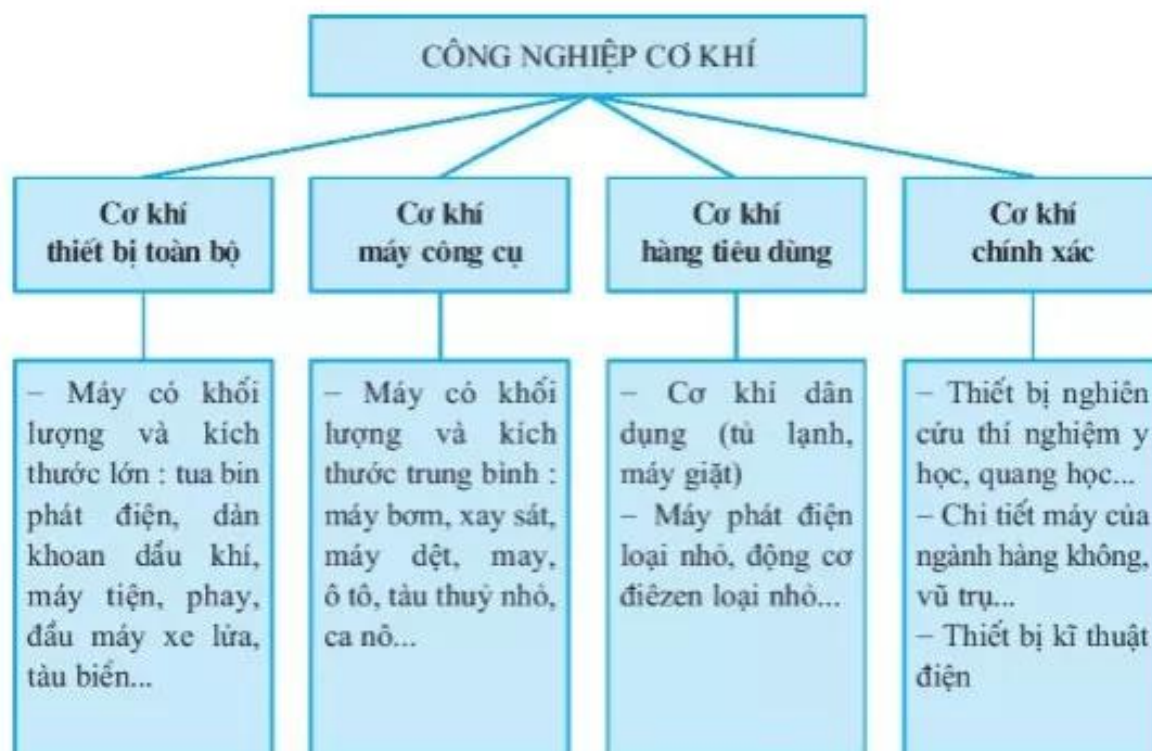 CÔNG NGHIỆP CƠ KHÍ
Cơ khí
thiết bị toàn bộ
Cơ khí
máy công cụ
Cơ khí
hàng tiêu dùng
Cơ khí
chính xác
– Máy có khối
lượng và kích
thước lớn : tua bin
phát điện, dàn
khoan dầu khí,
máy tiện, phay,
đầu máy xe lửa,
tàu biển...
– Máy có khối
lượng và kích
thước trung bình :
máy bơm, xay sát,
máy dệt, may,
ô tô, tàu thuỷ nhỏ,
ca nô...
– Cơ khí dân
dụng (tủ lạnh,
máy giặt)
– Máy phát điện
loại nhỏ, động cơ
điêzen loại nhỏ...
– Thiết bị nghiên
cứu thí nghiệm y
học, quang học...
– Chi tiết máy của
ngành hàng không,
vũ trụ...
– Thiết bị kĩ thuật
điện